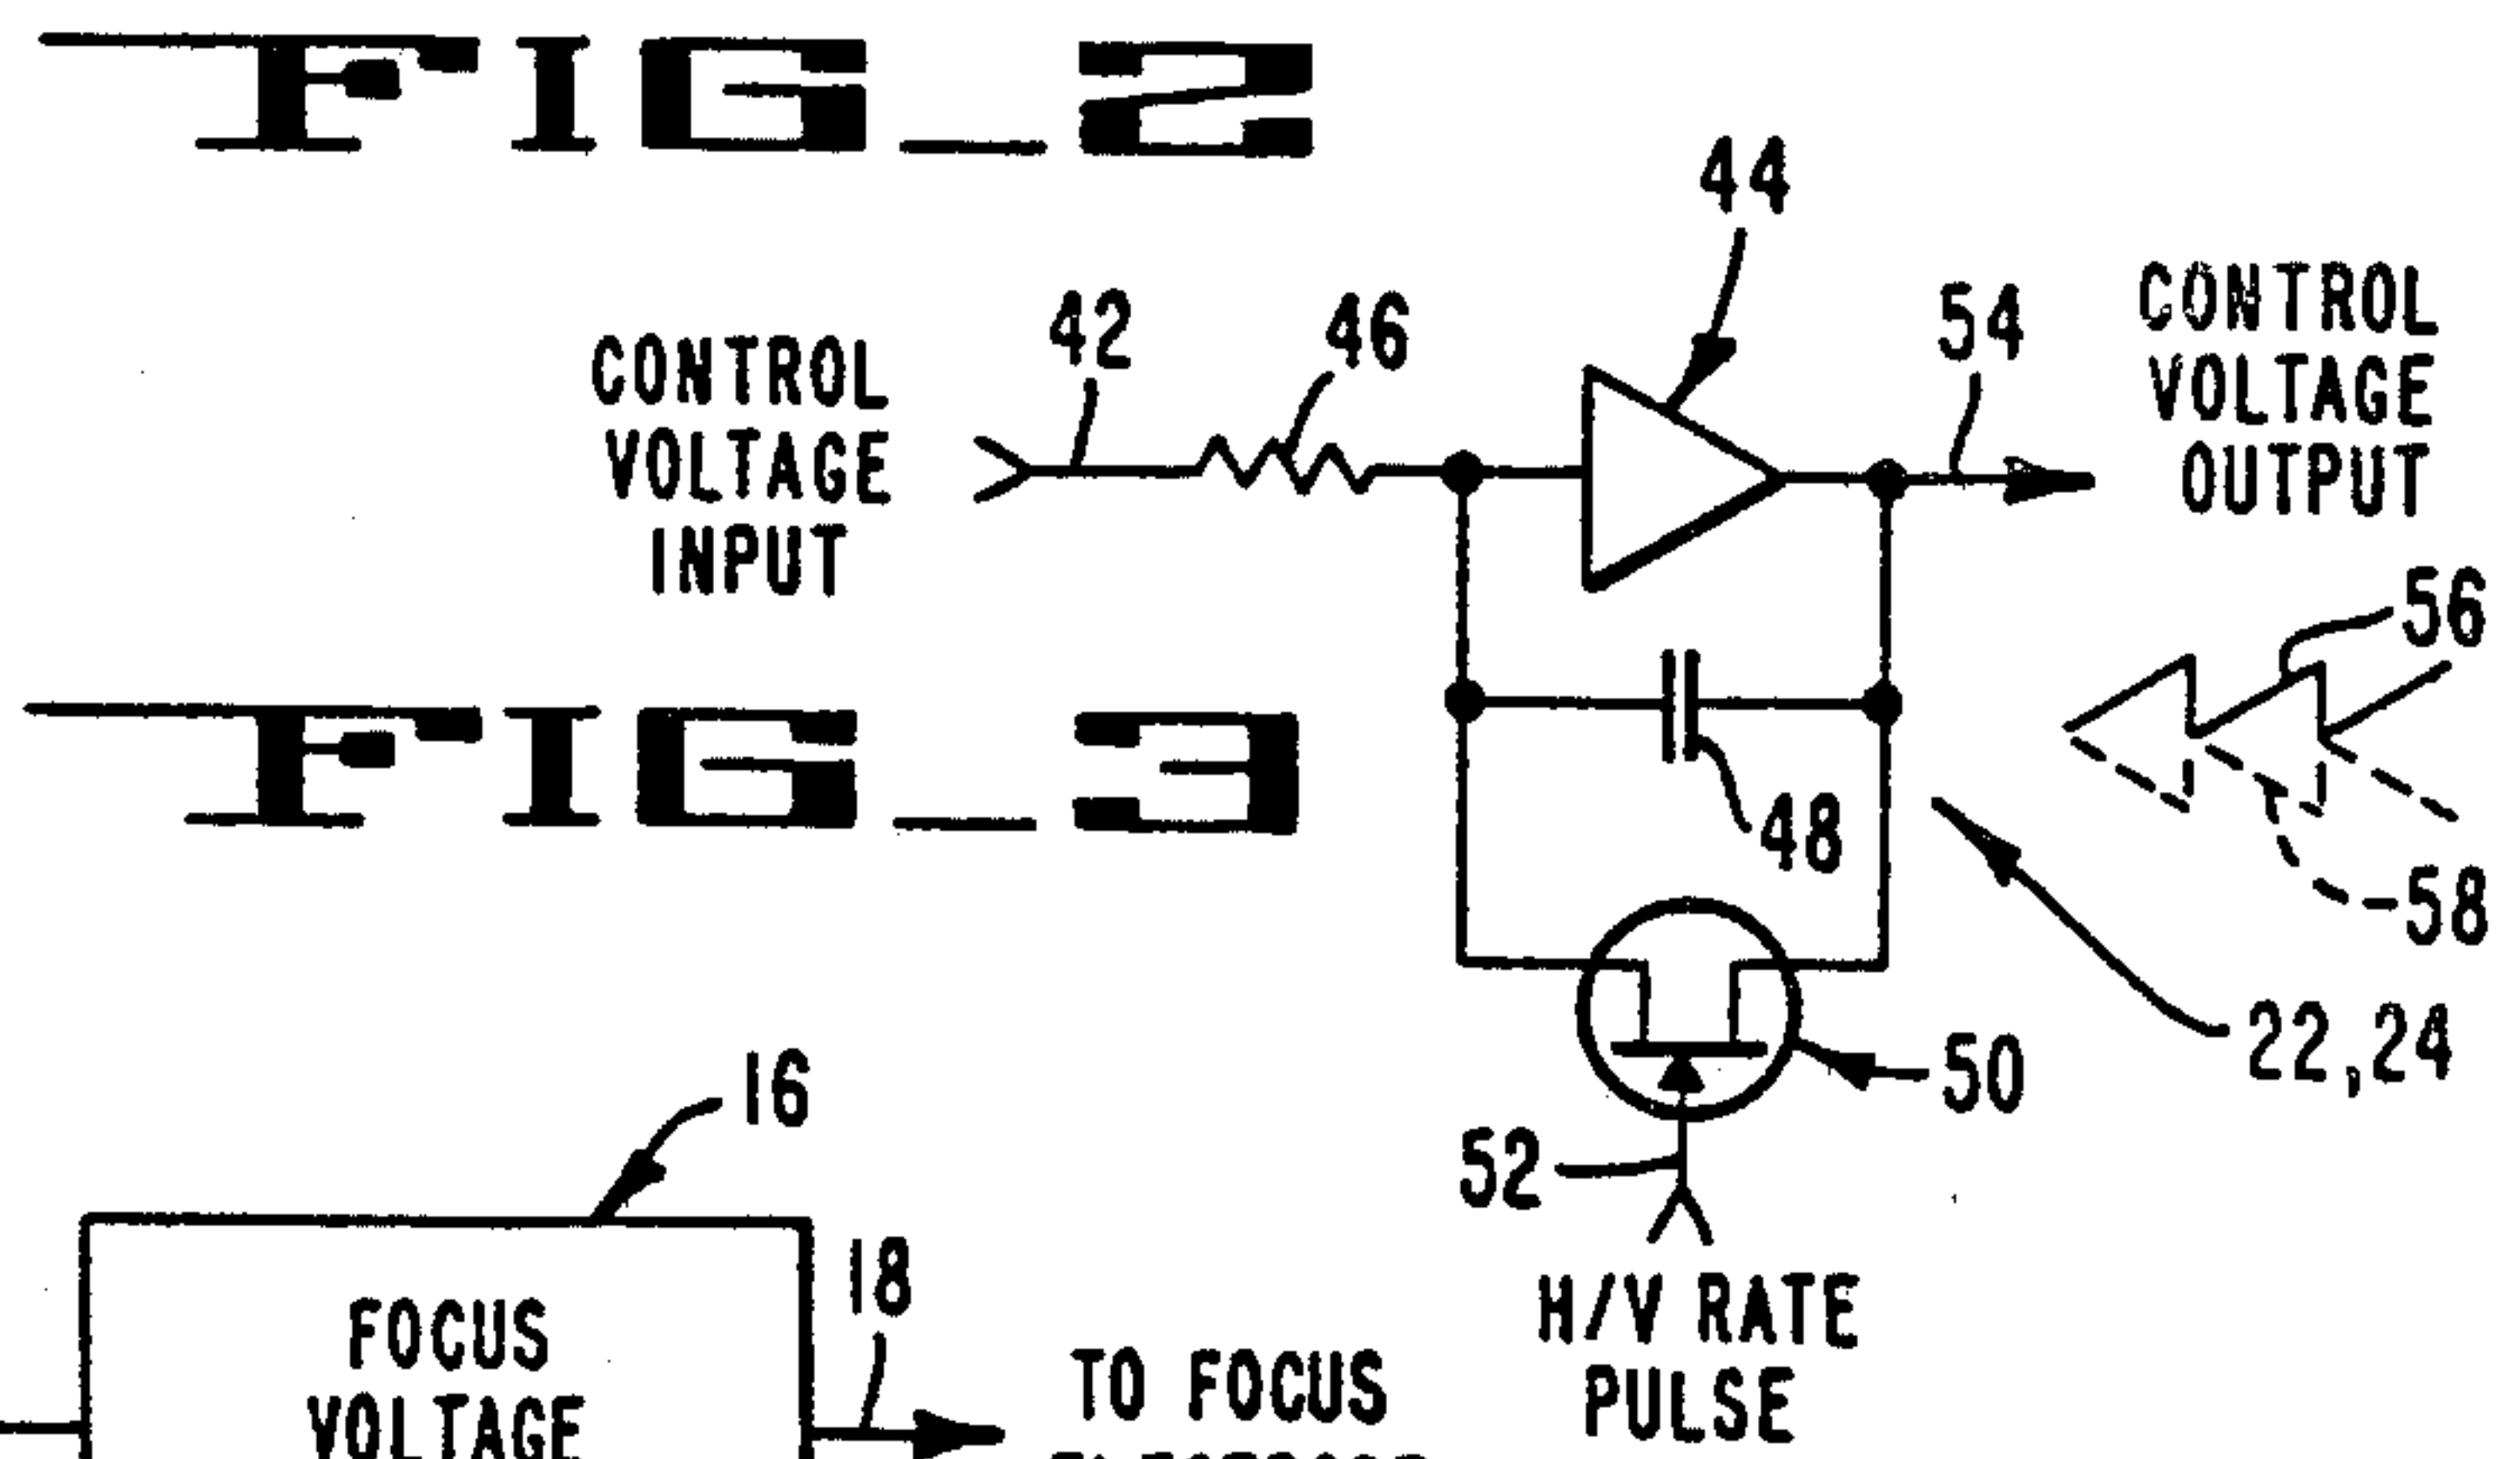 FIG_2
44
42
46
54
CONTROL
VOLTAGE
INPUT
CONTROL
VOLTAGE
OUTPUT
56
FIG_3
48
58
22,24
50
52
16
H/V RATE
PULSE
18
FOCUS
VOLTAGE
TO FOCUS